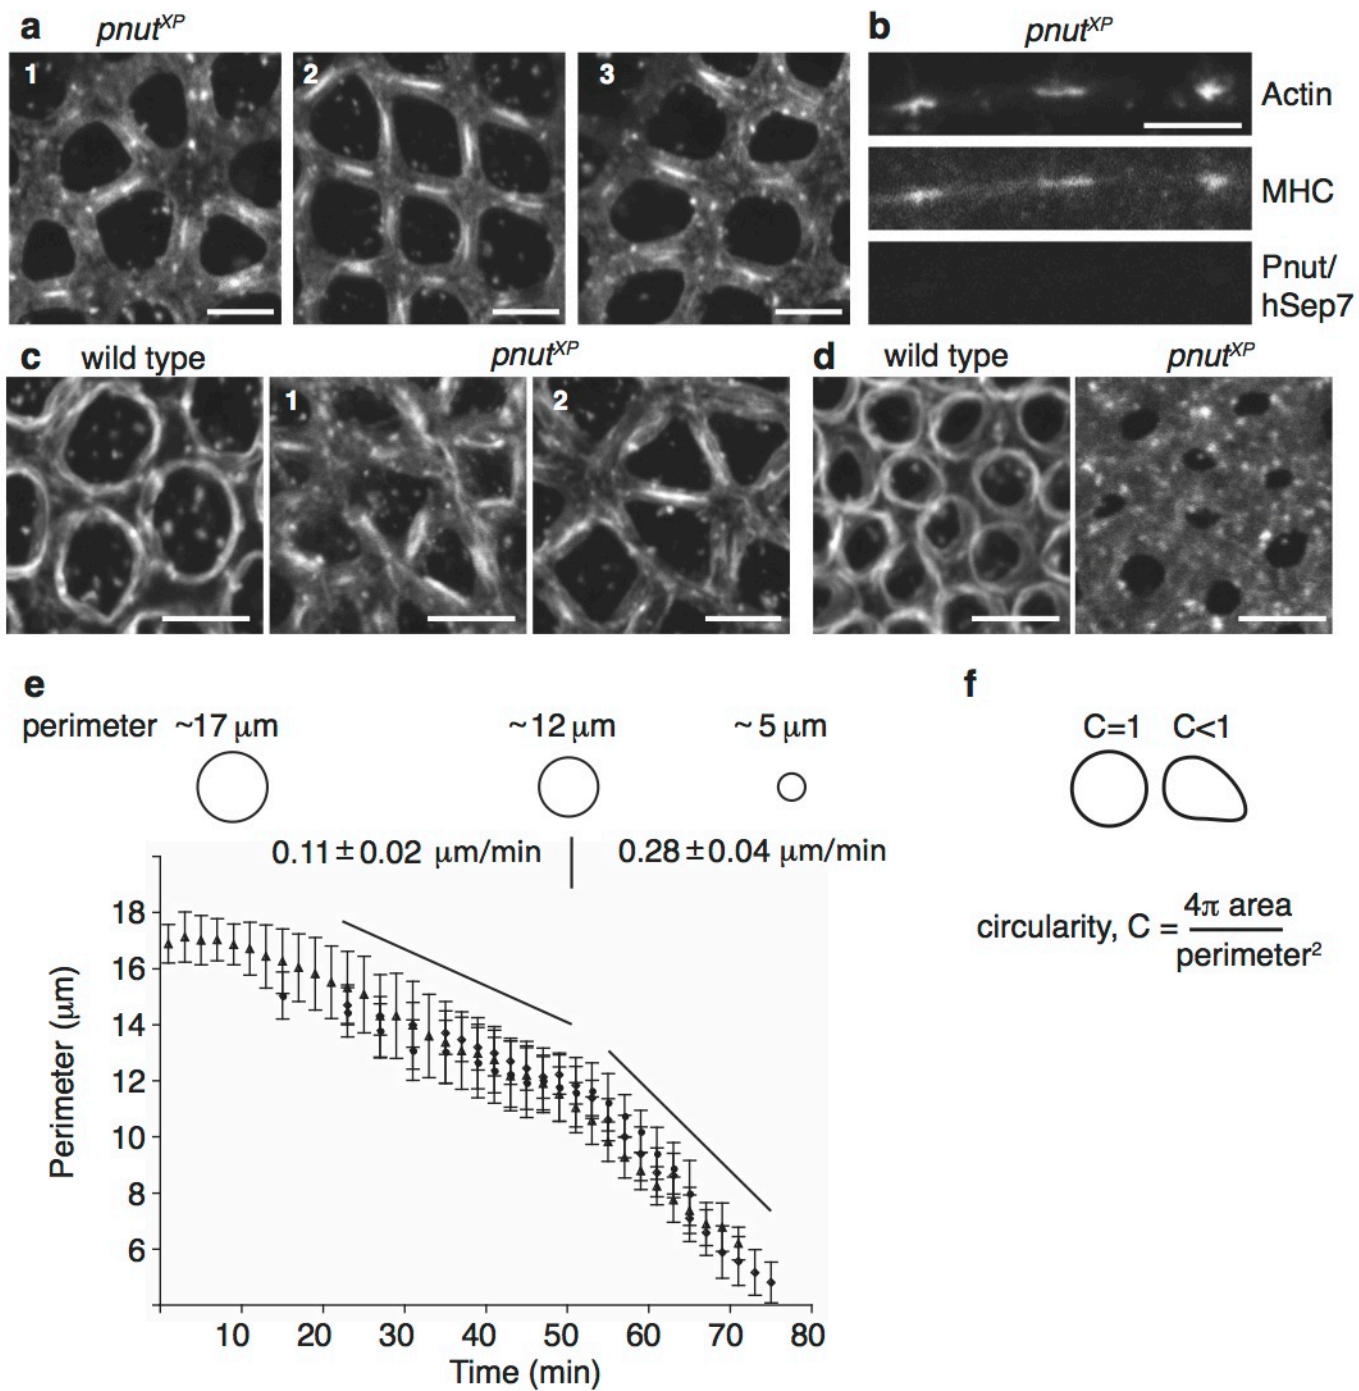 a
pnutXP
1
2
3
b
pnutXP
Actin
MHC
Pnut/
hSep7
c
wild type
pnutXP
1
2
d
wild type
pnutXP
e
perimeter ~17 μm
~12 μm
~ 5 μm
0.11±0.02 μm/min
0.28±0.04 μm/min
Perimeter (μm)
18
16
14
12
10
8
6
10 20 30 40 50 60 70 80
Time (min)
f
C=1 C<1
circularity, C = 4π area
perimeter²